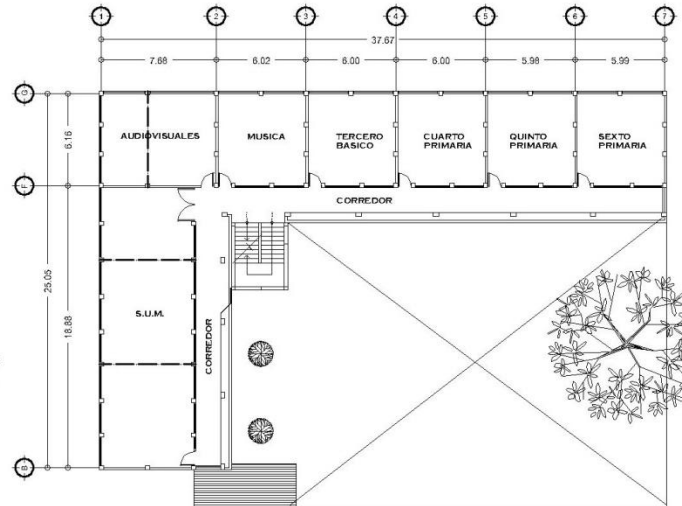 1 2 3 4 5 6 7
37.67
7.68 6.02 6.00 6.00 5.98 5.99
G
6.16
AUDIOVISUALES
MUSICA
TERCERO
BASICO
CUARTO
PRIMARIA
QUINTO
PRIMARIA
SEXTO
PRIMARIA
F
CORREDOR
25.05
18.88
S.U.M.
CORREDOR
B